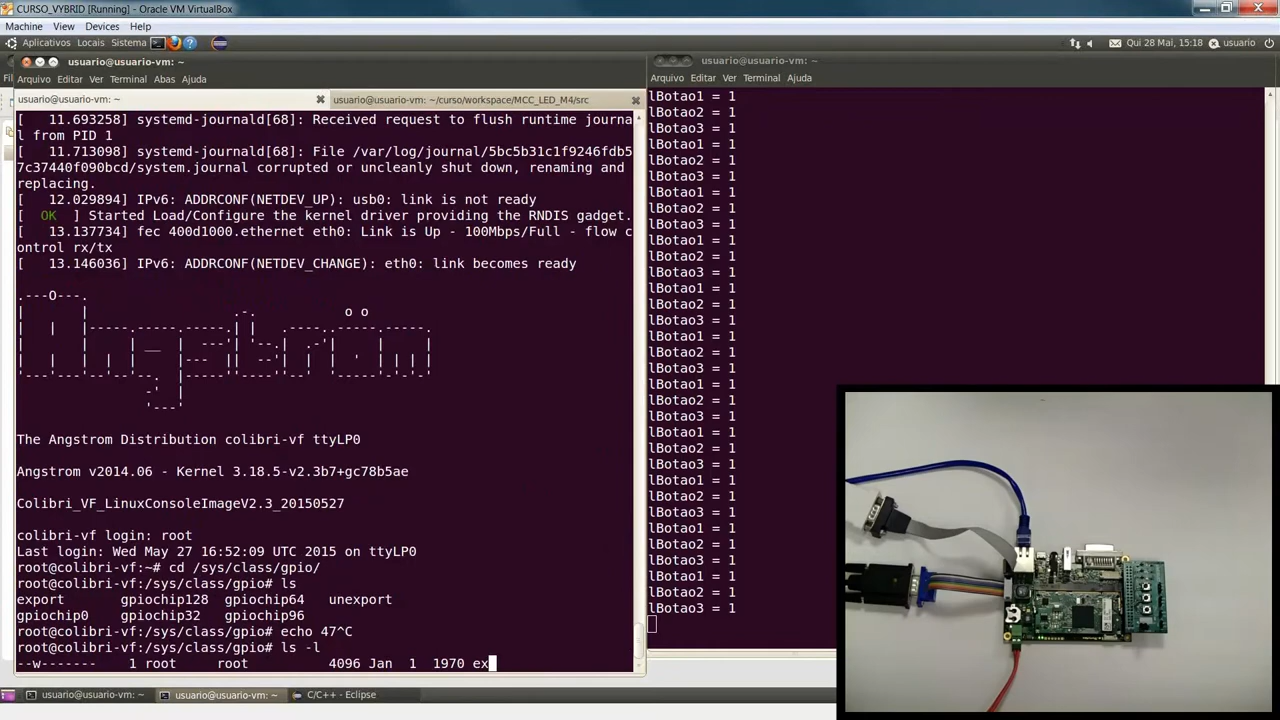 CURSO_VYBRID [Running] - Oracle VM VirtualBox
Machine View Devices Help
Aplicativos Locais Sistema
Qui 28 Mai, 15:18 usuario
usuario@usuario-vm: ~
Arquivo Editar Ver Terminal Abas Ajuda
usuario@usuario-vm: ~
usuario@usuario-vm: ~/curso/workspace/MCC_LED_M4/src
[   11.693258] systemd-journald[68]: Received request to flush runtime journa
l from PID 1
[   11.713098] systemd-journald[68]: File /var/log/journal/5bc5b31c1f9246fdb5
7c37440f090bcd/system.journal corrupted or uncleanly shut down, renaming and
replacing.
[   12.029894] IPv6: ADDRCONF(NETDEV_UP): usb0: link is not ready
[  OK  ] Started Load/Configure the kernel driver providing the RNDIS gadget.
[   13.137734] fec 400d1000.ethernet eth0: Link is Up - 100Mbps/Full - flow c
ontrol rx/tx
[   13.146036] IPv6: ADDRCONF(NETDEV_CHANGE): eth0: link becomes ready
The Angstrom Distribution colibri-vf ttyLP0
Angstrom v2014.06 - Kernel 3.18.5-v2.3b7+gc78b5ae
Colibri_VF_LinuxConsoleImageV2.3_20150527
colibri-vf login: root
Last login: Wed May 27 16:52:09 UTC 2015 on ttyLP0
root@colibri-vf:~# cd /sys/class/gpio/
root@colibri-vf:/sys/class/gpio# ls
export gpiochip128 gpiochip64 unexport
gpiochip0 gpiochip32 gpiochip96
root@colibri-vf:/sys/class/gpio# echo 47^C
root@colibri-vf:/sys/class/gpio# ls -l
--w------- 1 root root 4096 Jan 1 1970 ex
usuario@usuario-vm: ~
Arquivo Editar Ver Terminal Ajuda
lBotao1 = 1
lBotao2 = 1
lBotao3 = 1
lBotao1 = 1
lBotao2 = 1
lBotao3 = 1
lBotao1 = 1
lBotao2 = 1
lBotao3 = 1
lBotao1 = 1
lBotao2 = 1
lBotao3 = 1
lBotao1 = 1
lBotao2 = 1
lBotao3 = 1
lBotao1 = 1
lBotao2 = 1
lBotao3 = 1
lBotao1 = 1
lBotao2 = 1
lBotao3 = 1
lBotao1 = 1
lBotao2 = 1
lBotao3 = 1
lBotao1 = 1
lBotao2 = 1
lBotao3 = 1
lBotao1 = 1
lBotao2 = 1
lBotao3 = 1
lBotao1 = 1
lBotao2 = 1
lBotao3 = 1
usuario@usuario-vm: ~
usuario@usuario-vm: ~
C/C++ - Eclipse